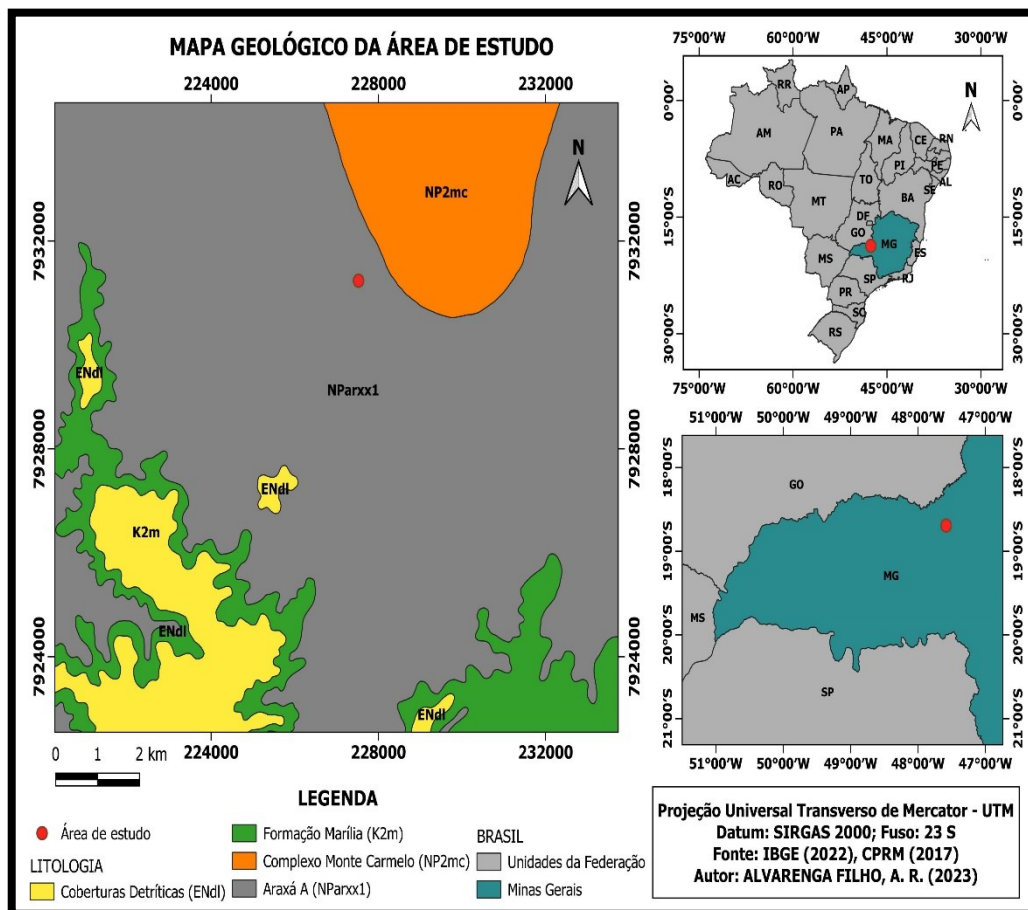 MAPA GEOLÓGICO DA ÁREA DE ESTUDO
224000 228000 232000
N
NP2mc
7932000 7932000
ENdl
NParxx1
7928000 7928000
ENdl
K2m
ENdl
7924000 7924000
ENdl
0 1 2 km
224000 228000 232000
75°00'W 60°00'W 45°00'W 30°00'W
N
0°00' 0°00'
RR AP
AM PA MA CE RN
PI PE
AC RO TO AL
SE
MT BA
15°00'S 15°00'S
DF
GO
MG
MS ES
SP RJ
PR
SC
RS
30°00'S 30°00'S
75°00'W 60°00'W 45°00'W 30°00'W
51°00'W 50°00'W 49°00'W 48°00'W 47°00'W
18°00'S 18°00'S
GO
19°00'S 19°00'S
MG
MS
20°00'S 20°00'S
SP
21°00'S 21°00'S
51°00'W 50°00'W 49°00'W 48°00'W 47°00'W
LEGENDA
Área de estudo
LITOLOGIA
Coberturas Detríticas (ENdl)
Formação Marília (K2m)
Complexo Monte Carmelo (NP2mc)
Araxá A (NParxx1)
BRASIL
Unidades da Federação
Minas Gerais
Projeção Universal Transverso de Mercator - UTM
Datum: SIRGAS 2000; Fuso: 23 S
Fonte: IBGE (2022), CPRM (2017)
Autor: ALVARENGA FILHO, A. R. (2023)